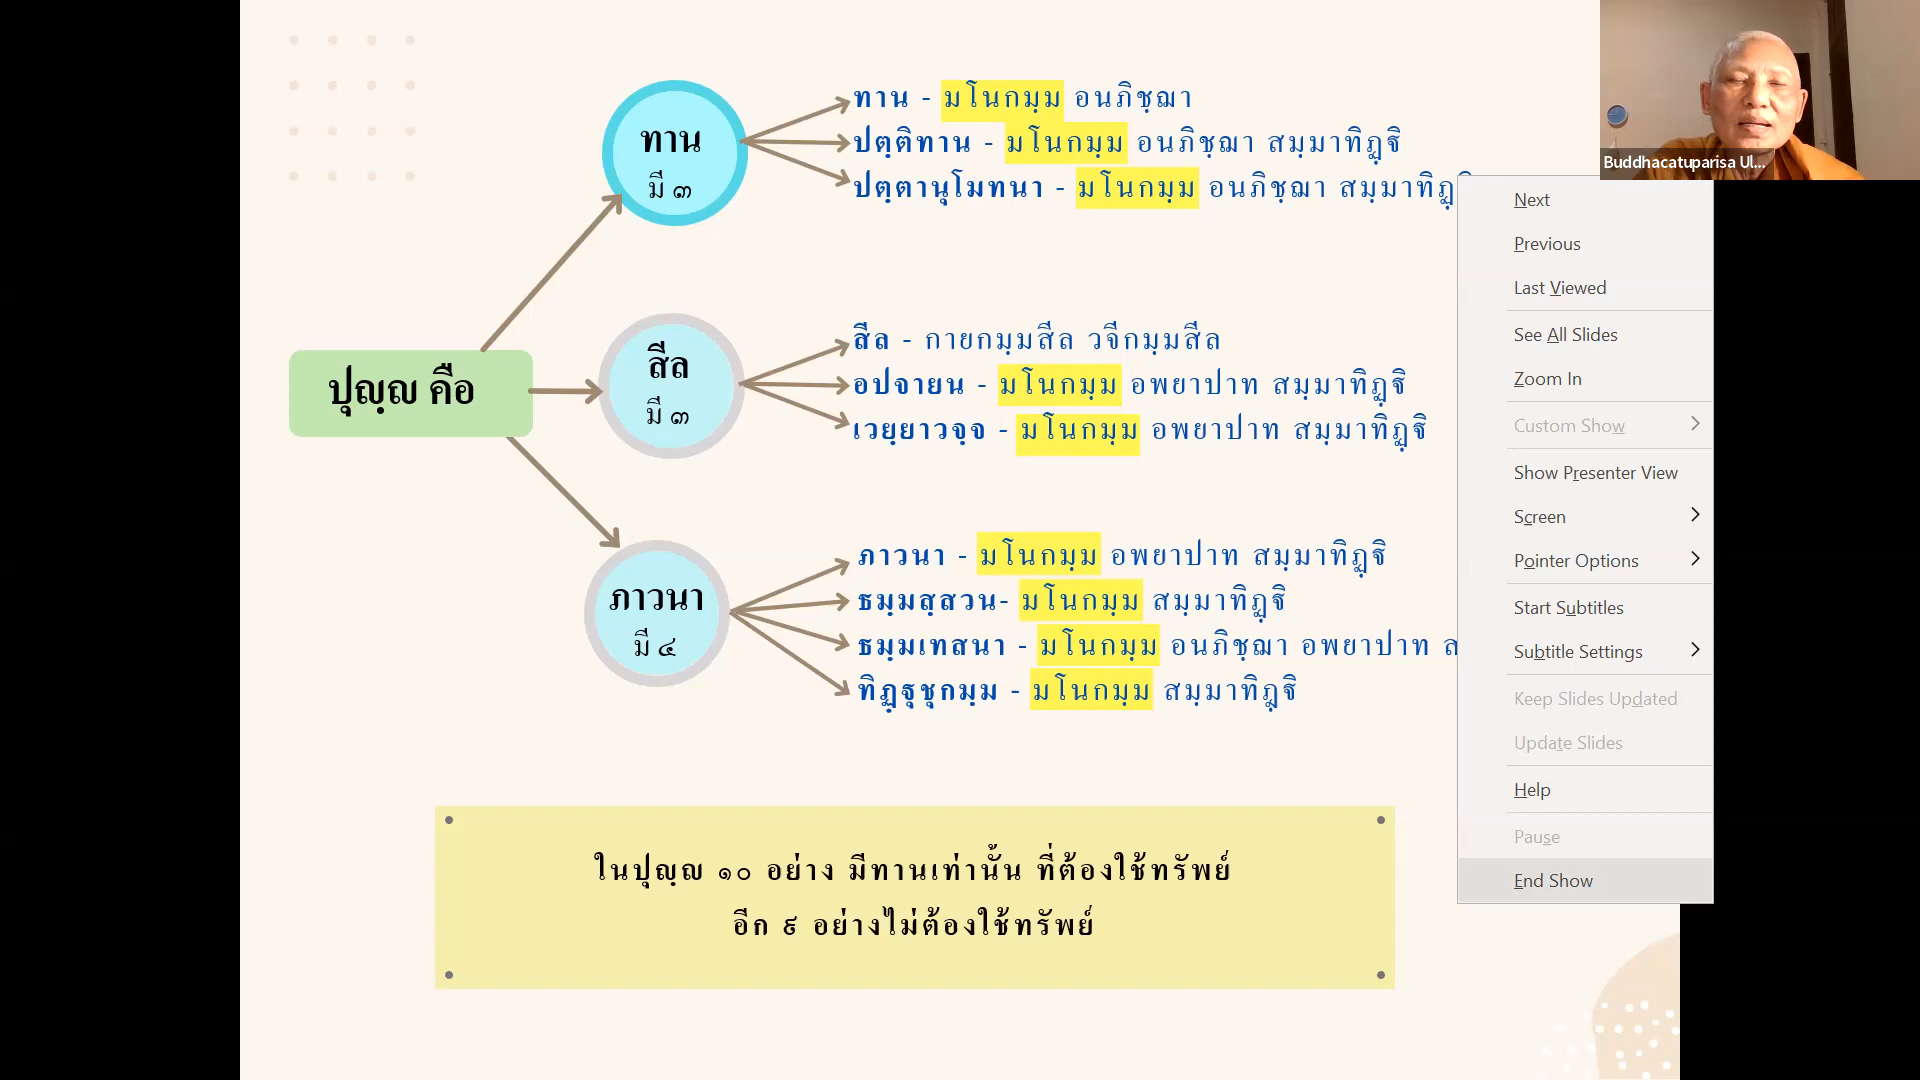 ปุญฺญ คือ
ทาน
มี ๓
ทาน - มโนกมฺม อนภิชฺฌา
ปตฺติทาน - มโนกมฺม อนภิชฺฌา สมฺมาทิฏฺฐิ
ปตฺตานุโมทนา - มโนกมฺม อนภิชฺฌา สมฺมาทิฏฺฐิ
สีล
มี ๓
สีล - กายกมฺมสีล วจีกมฺมสีล
อปจายน - มโนกมฺม อพยาปาท สมฺมาทิฏฺฐิ
เวยฺยาวจฺจ - มโนกมฺม อพยาปาท สมฺมาทิฏฺฐิ
ภาวนา
มี ๔
ภาวนา - มโนกมฺม อพยาปาท สมฺมาทิฏฺฐิ
ธมฺมสฺสวน- มโนกมฺม สมฺมาทิฏฺฐิ
ธมฺมเทสนา - มโนกมฺม อนภิชฺฌา อพยาปาท
ทิฏฺฐุชุกมฺม - มโนกมฺม สมฺมาทิฏฺฐิ
ในปุญฺญ ๑๐ อย่าง มีทานเท่านั้น ที่ต้องใช้ทรัพย์
อีก ๙ อย่างไม่ต้องใช้ทรัพย์
Buddhacatuparisa Ul...
Next
Previous
Last Viewed
See All Slides
Zoom In
Custom Show
Show Presenter View
Screen
Pointer Options
Start Subtitles
Subtitle Settings
Keep Slides Updated
Update Slides
Help
Pause
End Show